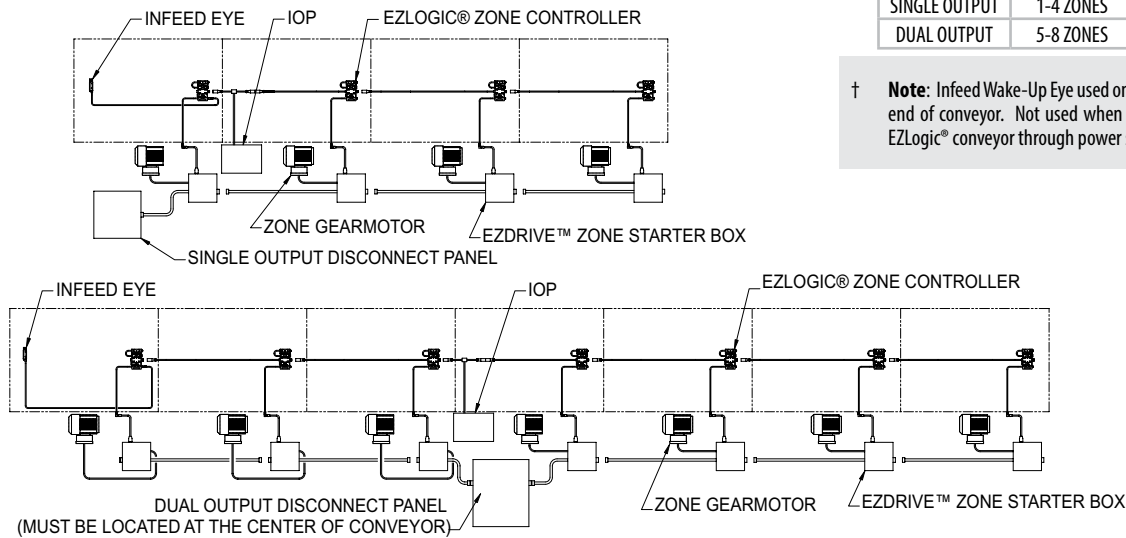 INFEED EYE
IOP
EZLOGIC® ZONE CONTROLLER
ZONE GEARMOTOR
EZDRIVE™ ZONE STARTER BOX
SINGLE OUTPUT DISCONNECT PANEL
SINGLE OUTPUT 1-4 ZONES
DUAL OUTPUT 5-8 ZONES
† Note: Infeed Wake-Up Eye used
end of conveyor. Not used when
EZLogic® conveyor through power
INFEED EYE
IOP
EZLOGIC® ZONE CONTROLLER
DUAL OUTPUT DISCONNECT PANEL
(MUST BE LOCATED AT THE CENTER OF CONVEYOR)
ZONE GEARMOTOR
EZDRIVE™ ZONE STARTER BOX